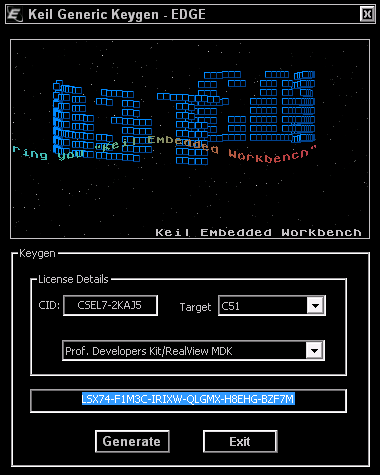 Keil Generic Keygen - EDGE
ring you "Keil Embedded Workbench"
Keil Embedded Workbench
Keygen
License Details
CID: CSEL7-2KAJ5 Target C51
Prof. Developers Kit/RealView MDK
LSX74-F1M3C-IRIXW-QLGMX-H8EHG-BZF7M
Generate Exit